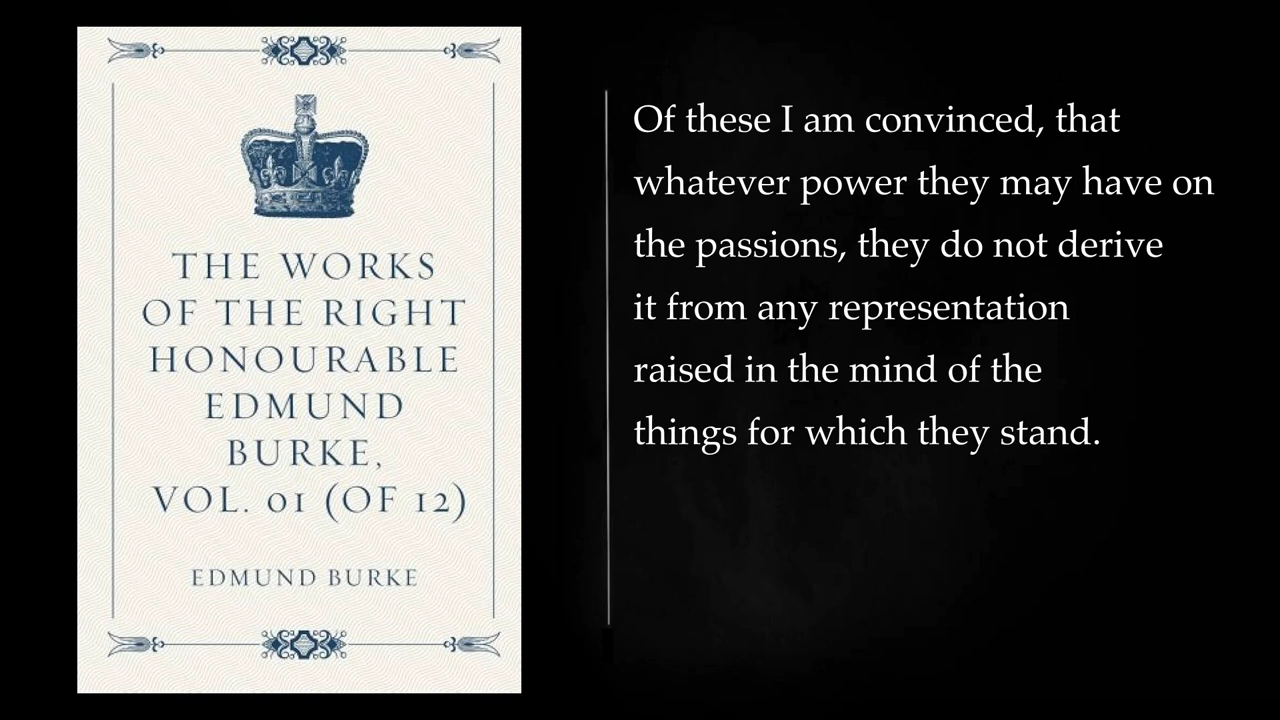 THE WORKS
OF THE RIGHT
HONOURABLE
EDMUND
BURKE,
VOL. 01 (OF 12)
EDMUND BURKE
Of these I am convinced, that
whatever power they may have on
the passions, they do not derive
it from any representation
raised in the mind of the
things for which they stand.